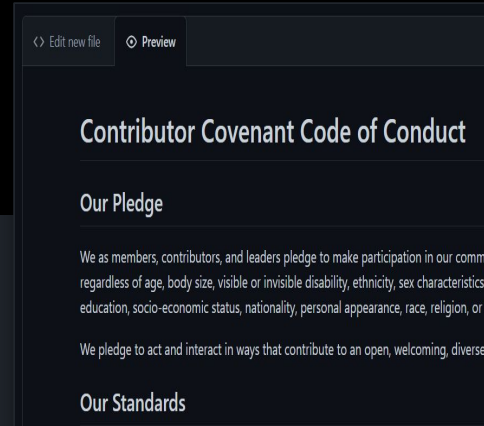 <> Edit new file
Preview
Contributor Covenant Code of Conduct
Our Pledge
We as members, contributors, and leaders pledge to make participation in our
regardless of age, body size, visible or invisible disability, ethnicity, sex characteristics
education, socio-economic status, nationality, personal appearance, race, religion, or
We pledge to act and interact in ways that contribute to an open, welcoming, diverse
Our Standards